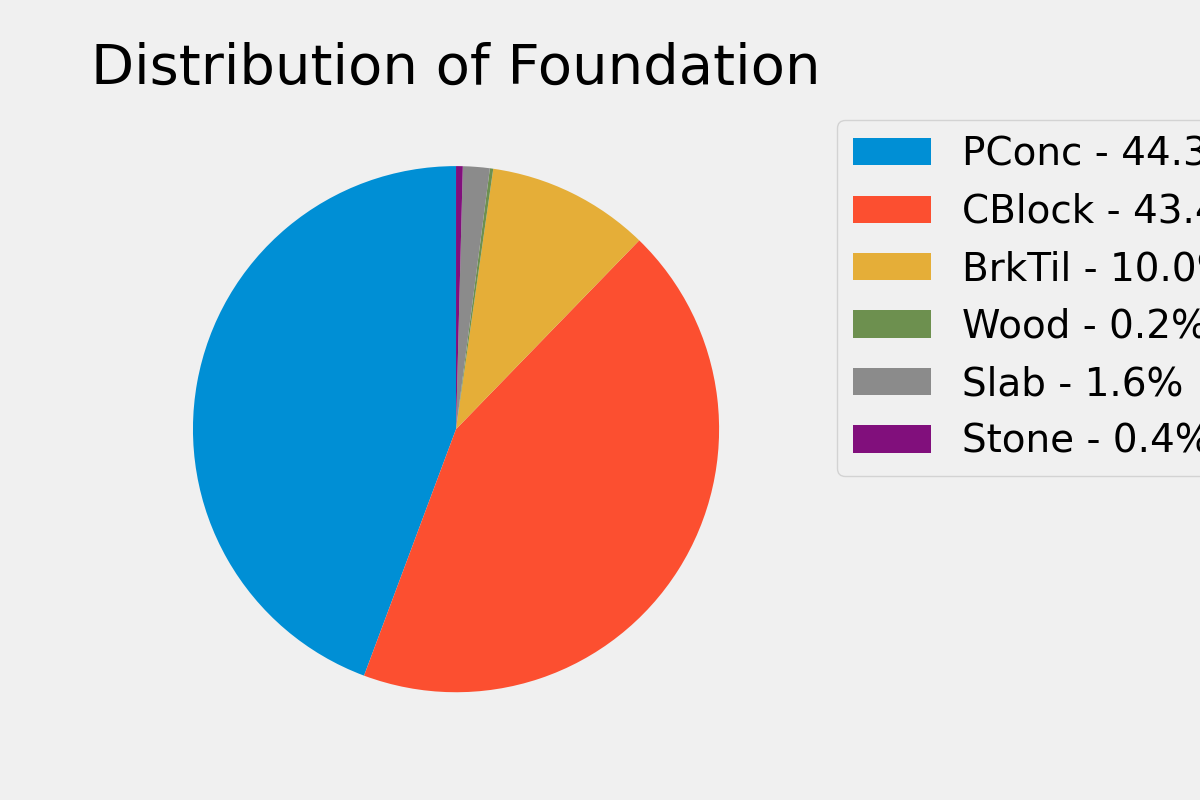 Distribution of Foundation
PConc - 44.3
CBlock - 43.4
BrkTil - 10.0%
Wood - 0.2%
Slab - 1.6%
Stone - 0.4%